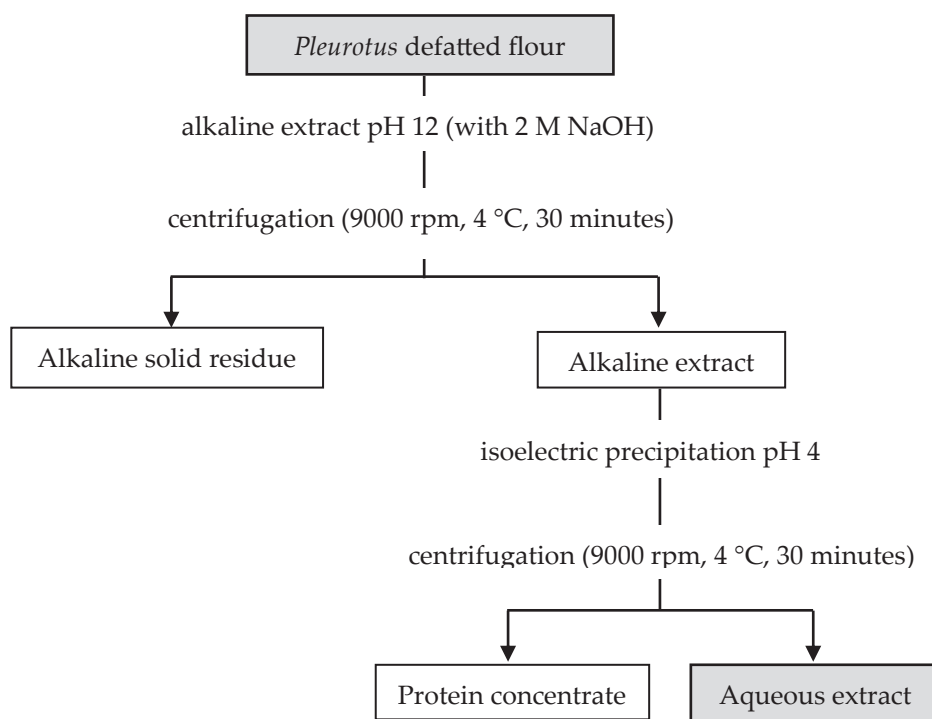 Pleurotus defatted flour
alkaline extract pH 12 (with 2 M NaOH)
centrifugation (9000 rpm, 4 °C, 30 minutes)
Alkaline solid residue
Alkaline extract
isoelectric precipitation pH 4
centrifugation (9000 rpm, 4 °C, 30 minutes)
Protein concentrate
Aqueous extract